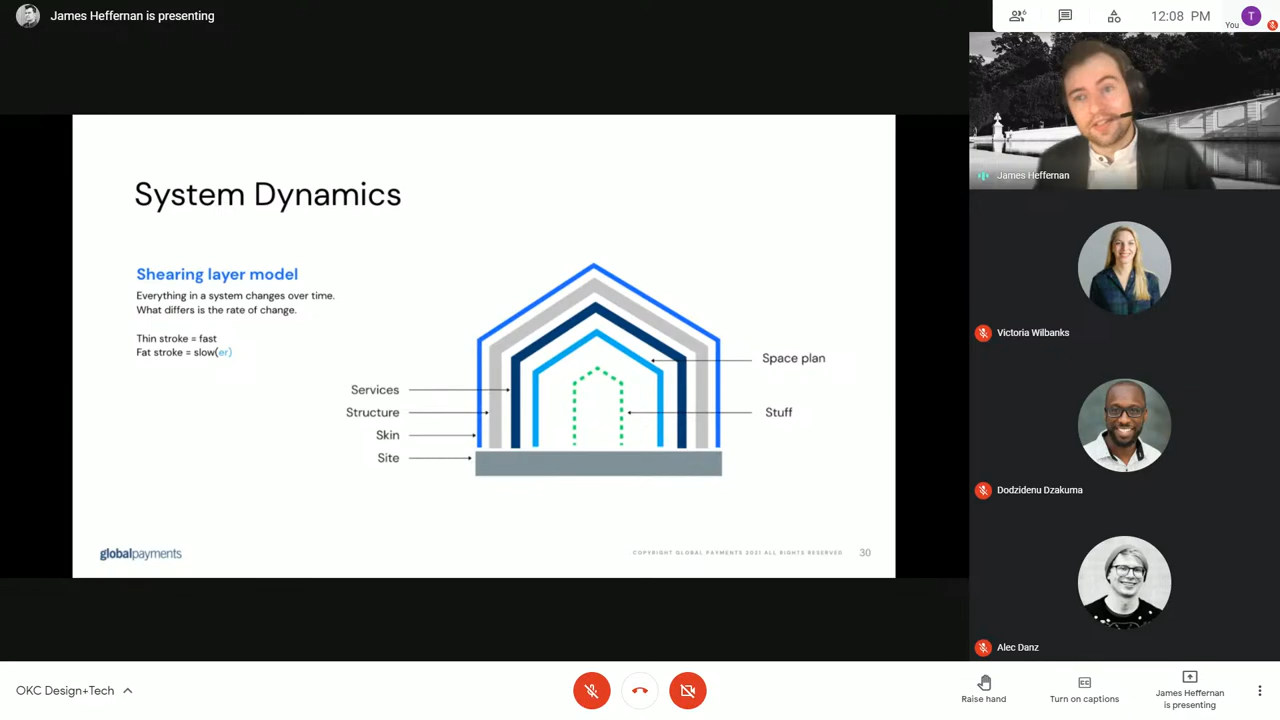 James Heffernan is presenting
6
12:08 PM
You
T
James Heffernan
System Dynamics
Shearing layer model
Everything in a system changes over time.
What differs is the rate of change.
Thin stroke = fast
Fat stroke = slow(er)
Space plan
Services
Structure
Stuff
Skin
Site
globalpayments
COPYRIGHT GLOBAL PAYMENTS 2021 ALL RIGHTS RESERVED
30
Victoria Wilbanks
Dodzidenu Dzakuma
Alec Danz
OKC Design+Tech
Raise hand
CC
Turn on captions
James Heffernan
is presenting